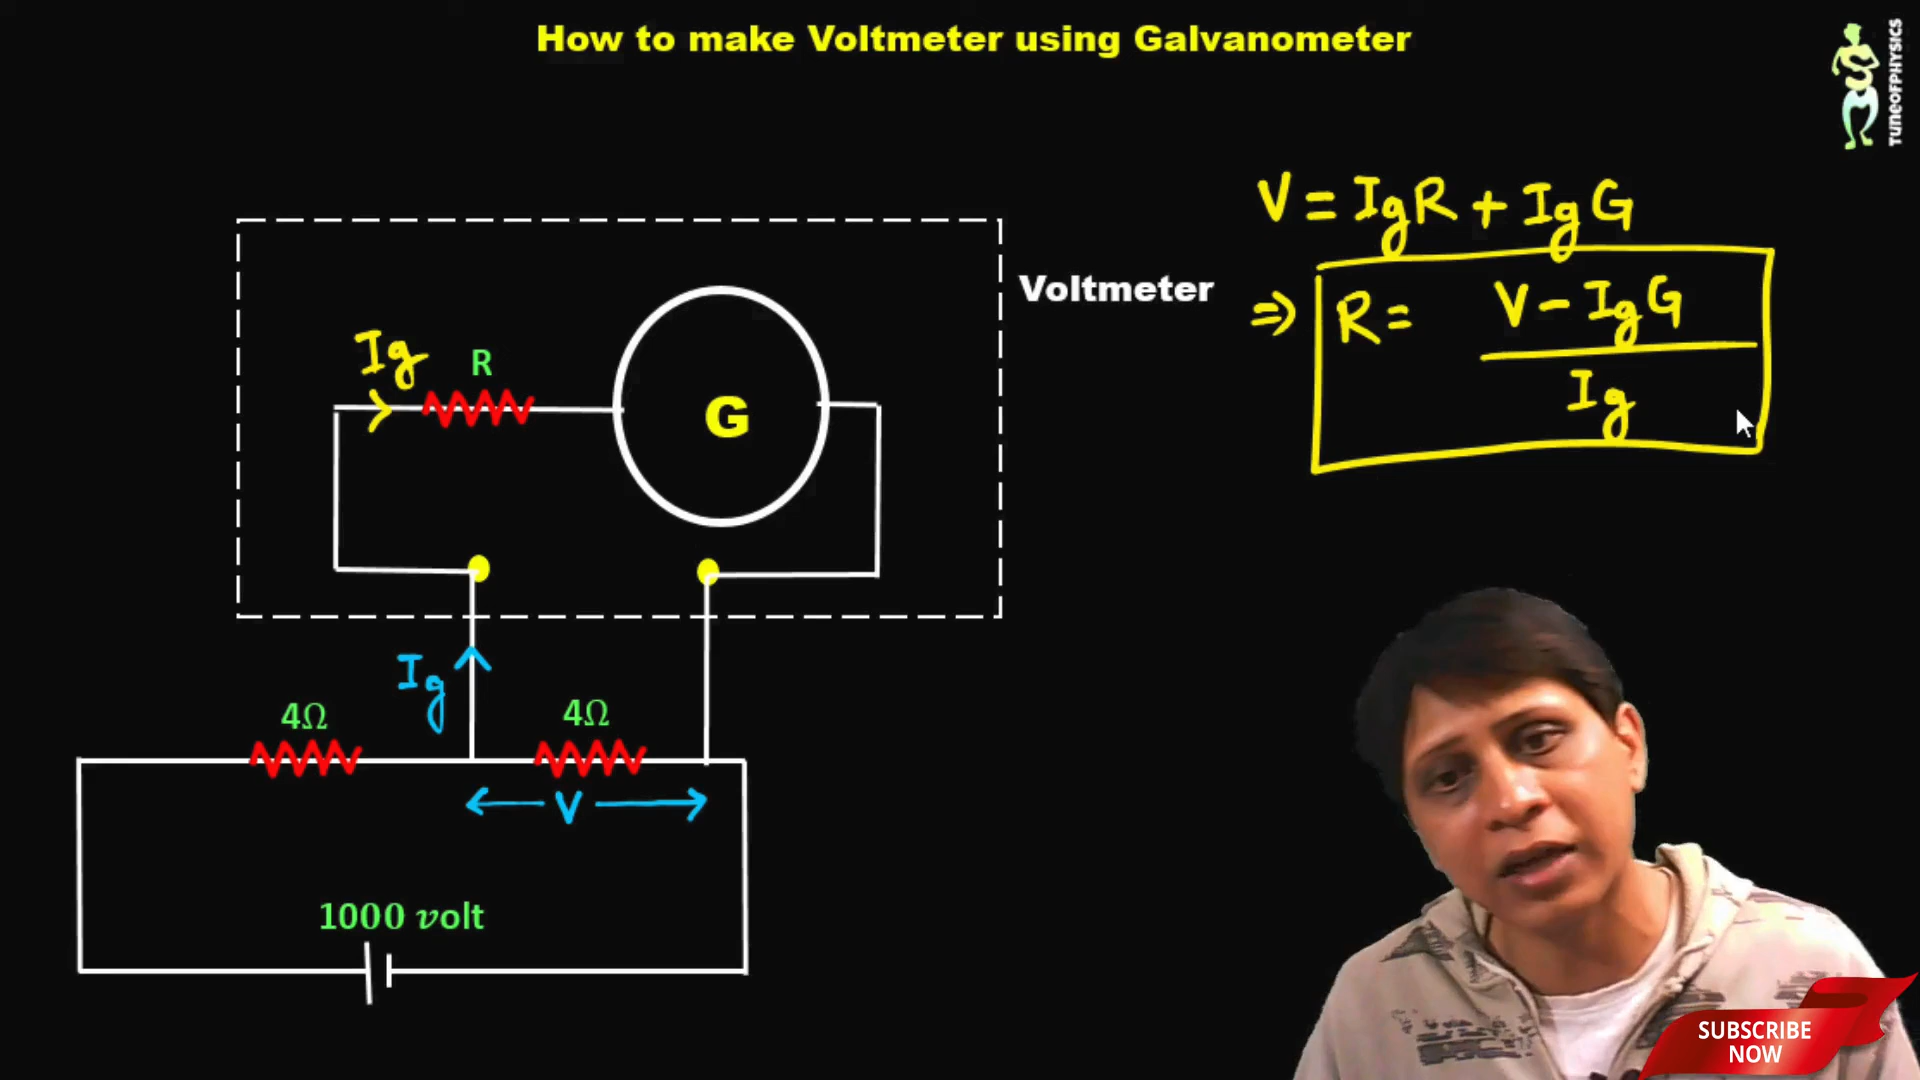 How to make Voltmeter using Galvanometer
TUNEOFPHYSICS
V = IgR + IgG
Voltmeter
⇒ R = V - IgG
Ig
Ig
R
G
Ig
4Ω
4Ω
V
1000 volt
SUBSCRIBE
NOW